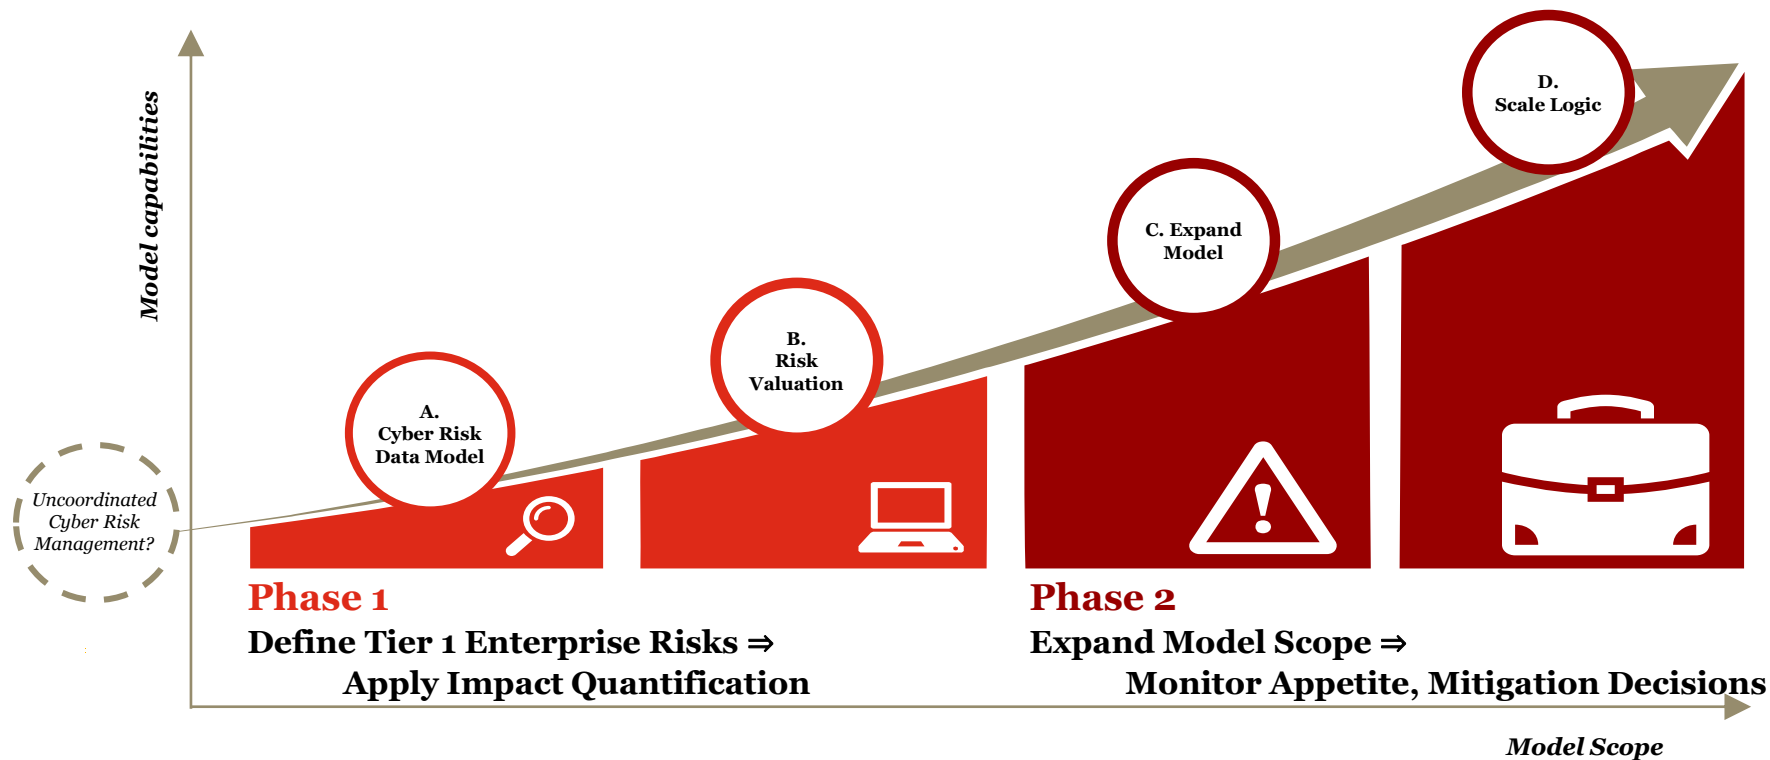 Model capabilities
D.
Scale Logic
C. Expand
Model
B.
Risk
Valuation
A.
Cyber Risk
Data Model
Uncoordinated
Cyber Risk
Management?
Phase 1
Define Tier 1 Enterprise Risks ⇒
Apply Impact Quantification
Phase 2
Expand Model Scope ⇒
Monitor Appetite, Mitigation Decisions
Model Scope